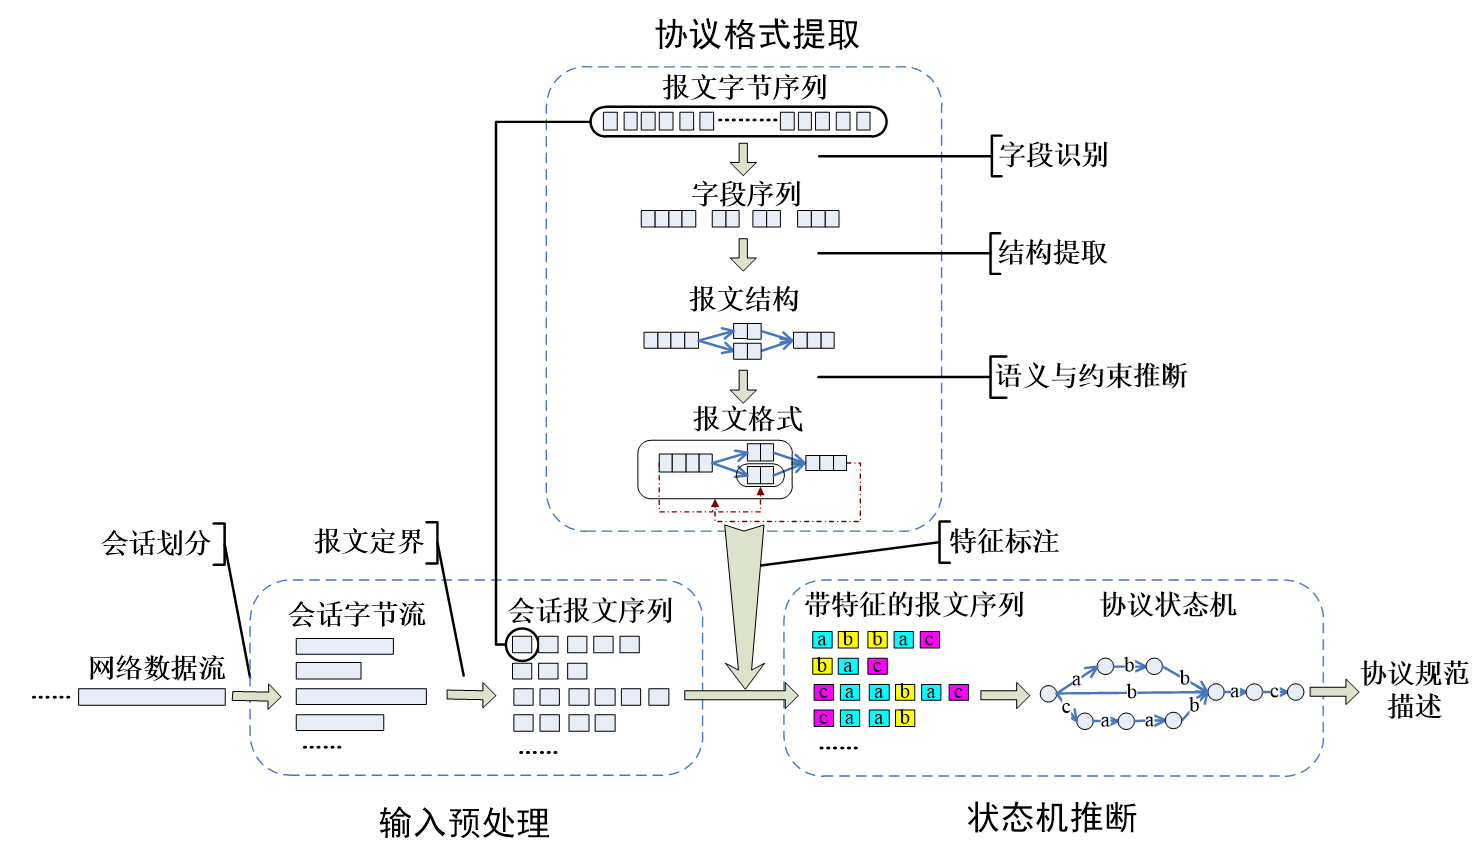 协议格式提取
报文字节序列
字段识别
字段序列
结构提取
报文结构
语义与约束推断
报文格式
会话划分
报文定界
特征标注
会话字节流
会话报文序列
带特征的报文序列
协议状态机
网络数据流
a b b a c
b a c
c a a b a c
c a a b
a b b
b a c
c a a b
协议规范
描述
输入预处理
状态机推断